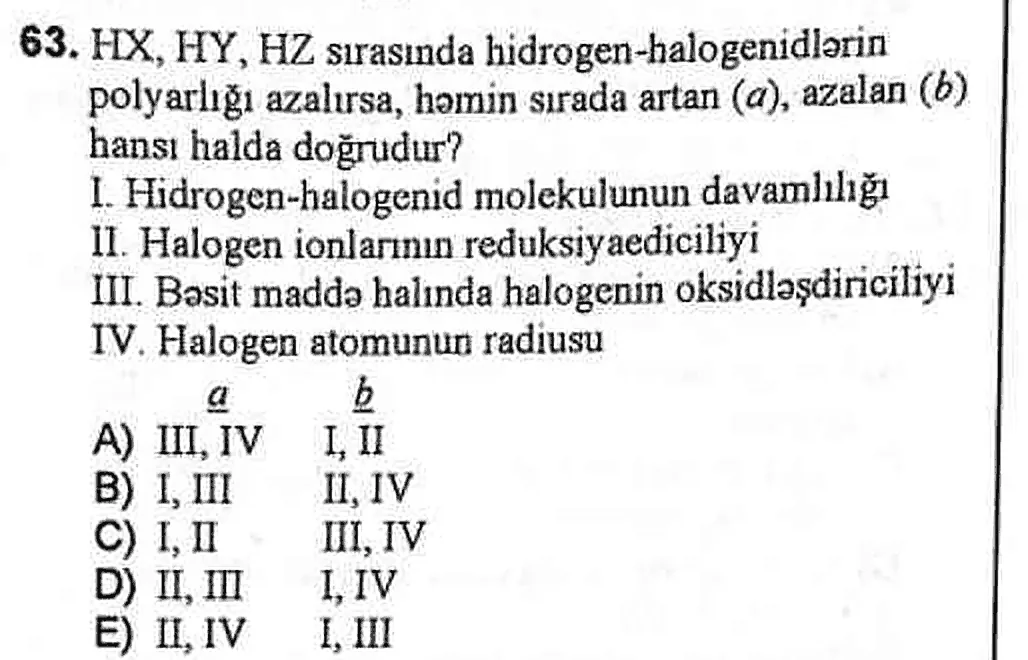 63. HX, HY, HZ sırasında hidrogen-halogenidlərin
polyarlığı azalırsa, həmin sırada artan (a), azalan (b)
hansı halda doğrudur?
I. Hidrogen-halogenid molekulunun davamlılığı
II. Halogen ionlarının reduksiyaediciliyi
III. Bəsit maddə halında halogenin oksidləşdiriciliyi
IV. Halogen atomunun radiusu
a b
A) III, IV I, II
B) I, III II, IV
C) I, II III, IV
D) II, III I, IV
E) II, IV I, III